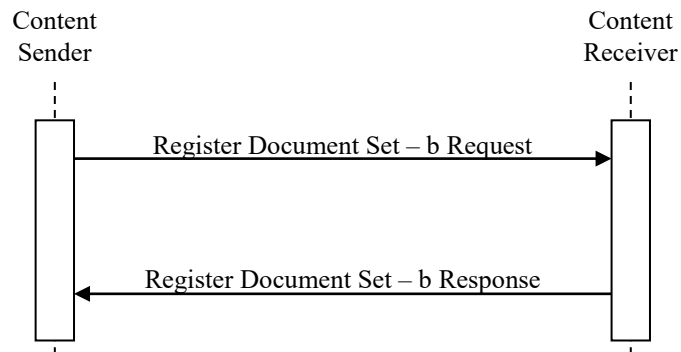 Content
Sender
Content
Receiver
Register Document Set – b Request
Register Document Set – b Response